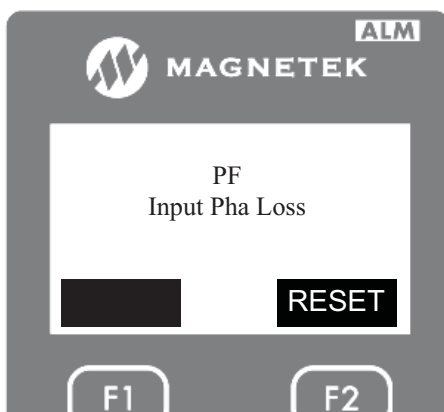 ALM
MAGNETEK
PF
Input Pha Loss
RESET
F1 F2